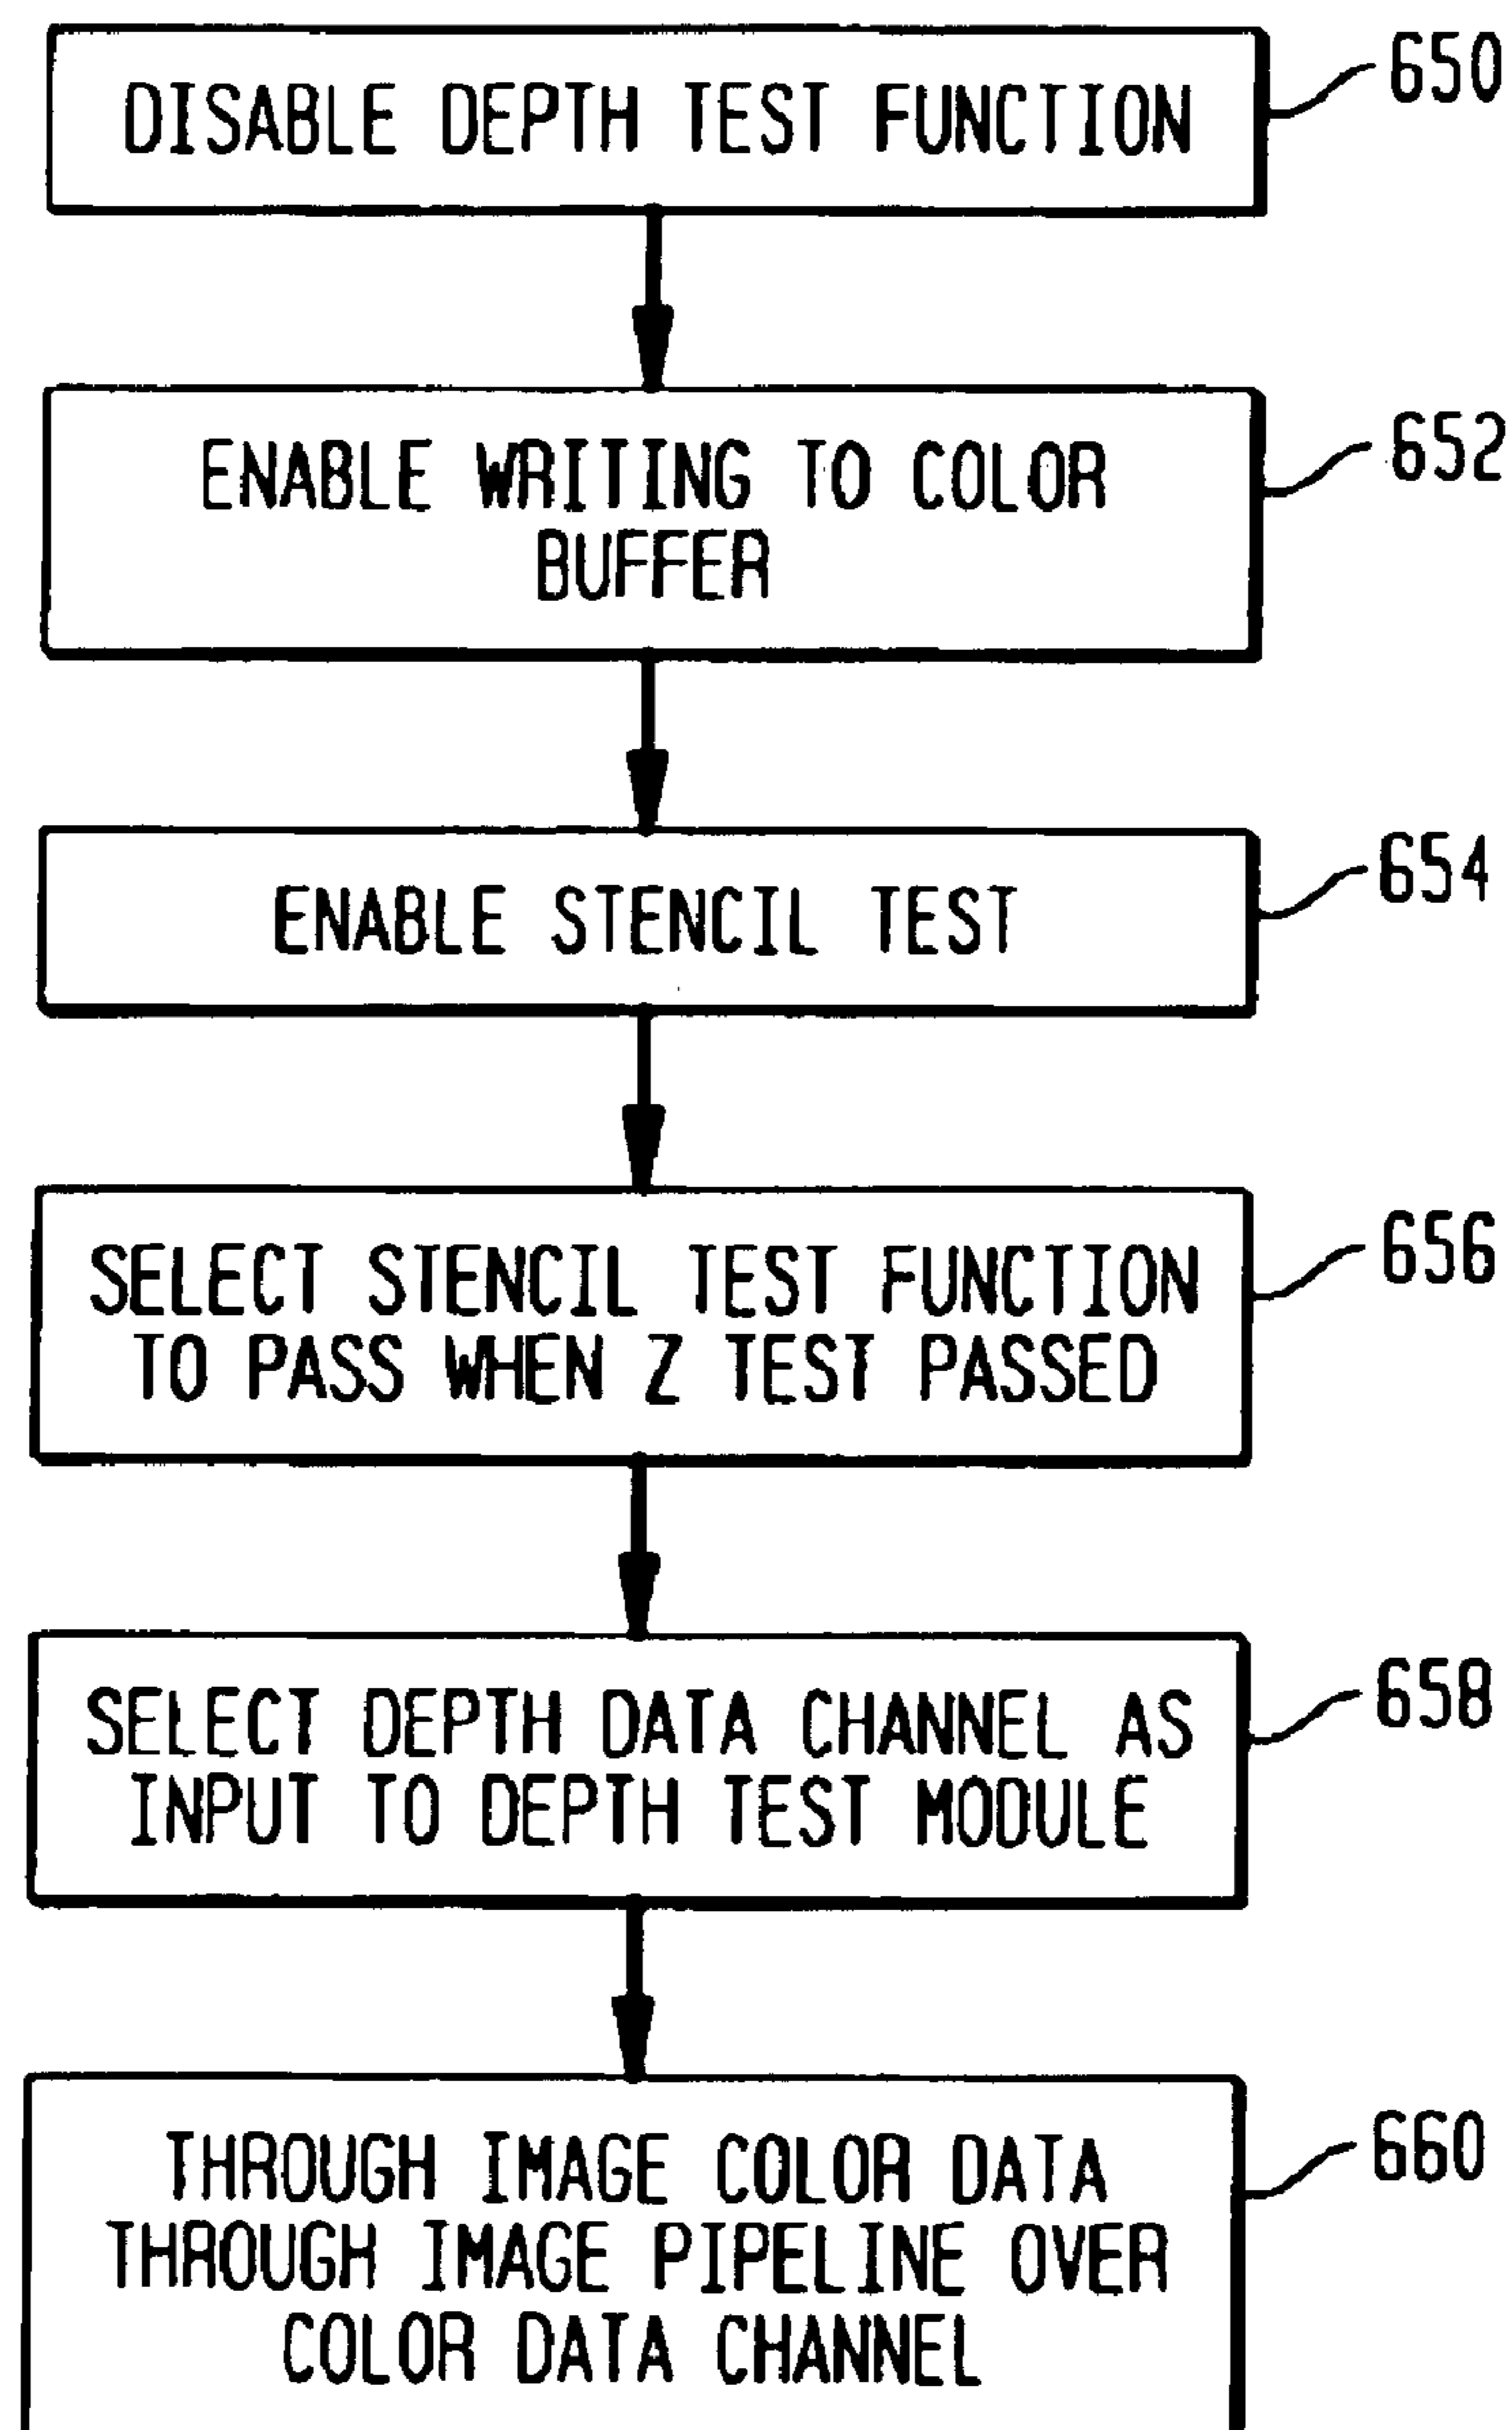 DISABLE DEPTH TEST FUNCTION
650
ENABLE WRITING TO COLOR
BUFFER
652
ENABLE STENCIL TEST
654
SELECT STENCIL TEST FUNCTION
TO PASS WHEN Z TEST PASSED
656
SELECT DEPTH DATA CHANNEL AS
INPUT TO DEPTH TEST MODULE
658
THROUGH IMAGE COLOR DATA
THROUGH IMAGE PIPELINE OVER
COLOR DATA CHANNEL
660